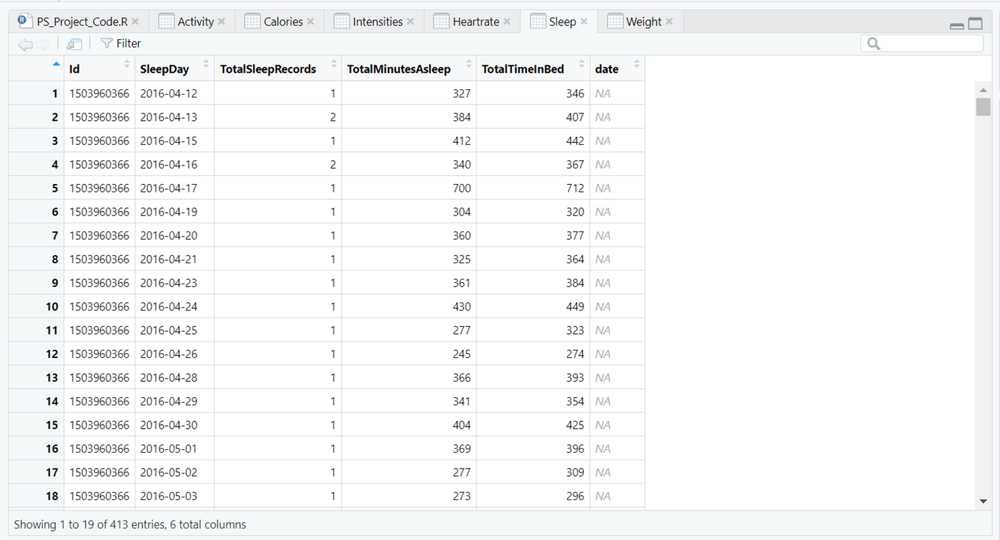 PS_Project_Code.R Activity Calories Intensities Heartrate Sleep Weight
Filter
Id SleepDay TotalSleepRecords TotalMinutesAsleep TotalTimeInBed date
1 1503960366 2016-04-12 1 327 346 NA
2 1503960366 2016-04-13 2 384 407 NA
3 1503960366 2016-04-15 1 412 442 NA
4 1503960366 2016-04-16 2 340 367 NA
5 1503960366 2016-04-17 1 700 712 NA
6 1503960366 2016-04-19 1 304 320 NA
7 1503960366 2016-04-20 1 360 377 NA
8 1503960366 2016-04-21 1 325 364 NA
9 1503960366 2016-04-23 1 361 384 NA
10 1503960366 2016-04-24 1 430 449 NA
11 1503960366 2016-04-25 1 277 323 NA
12 1503960366 2016-04-26 1 245 274 NA
13 1503960366 2016-04-28 1 366 393 NA
14 1503960366 2016-04-29 1 341 354 NA
15 1503960366 2016-04-30 1 404 425 NA
16 1503960366 2016-05-01 1 369 396 NA
17 1503960366 2016-05-02 1 277 309 NA
18 1503960366 2016-05-03 1 273 296 NA
Showing 1 to 19 of 413 entries, 6 total columns